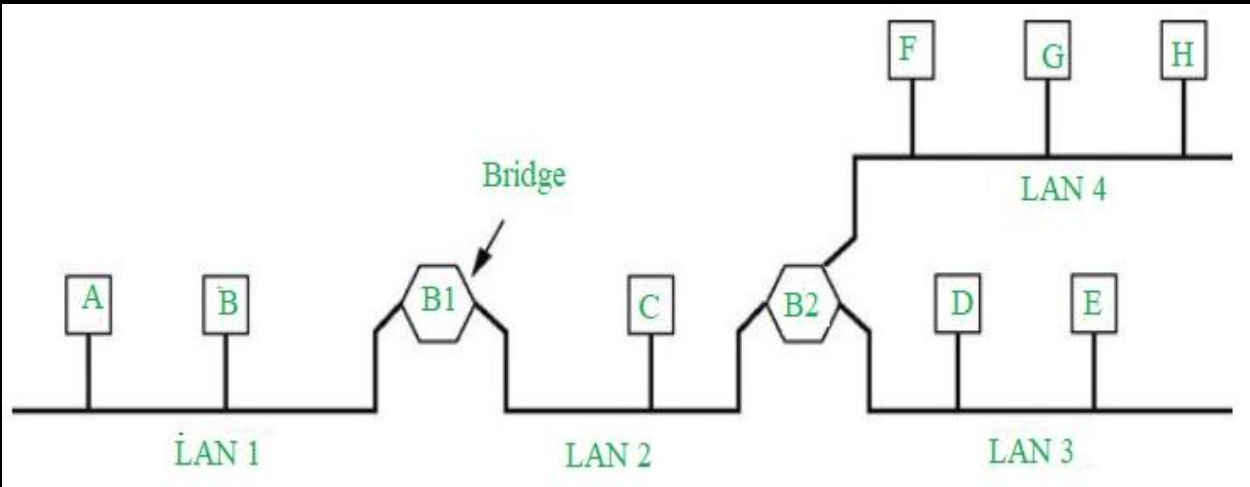 F G H
LAN 4
Bridge
A B B1 C B2 D E
LAN 1 LAN 2 LAN 3